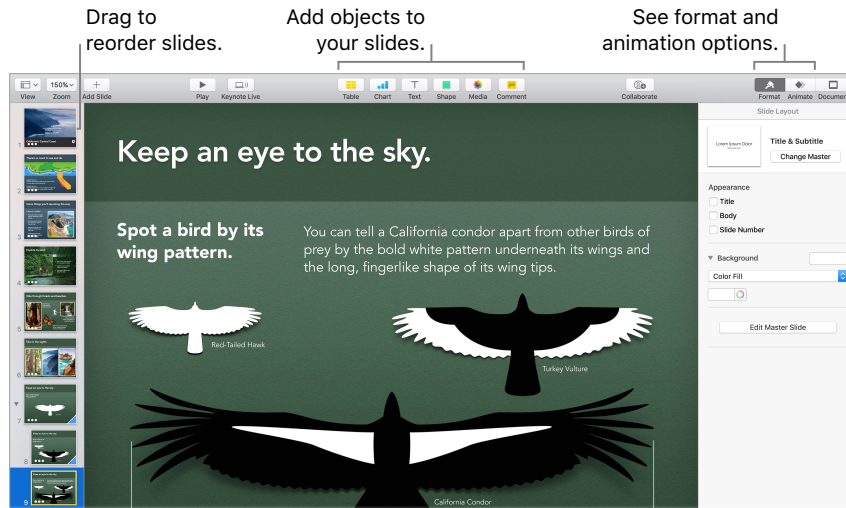 Drag to
reorder slides.
Add objects to
your slides.
See format and
animation options.
150%
View
Zoom
Add Slide
Play
Keynote Live
Table
Chart
Text
Shape
Media
Comment
Collaborate
Format
Animate
Documen
Slide Layout
Lorem Ipsum Dolor
Title & Subtitle
Change Master
Appearance
Title
Body
Slide Number
Background
Color Fill
Edit Master Slide
1
California Central Coast
2
3
4
5
6
7
8
9
Keep an eye to the sky.
Spot a bird by its
wing pattern.
You can tell a California condor apart from other birds of
prey by the bold white pattern underneath its wings and
the long, fingerlike shape of its wing tips.
Red-Tailed Hawk
Turkey Vulture
California Condor